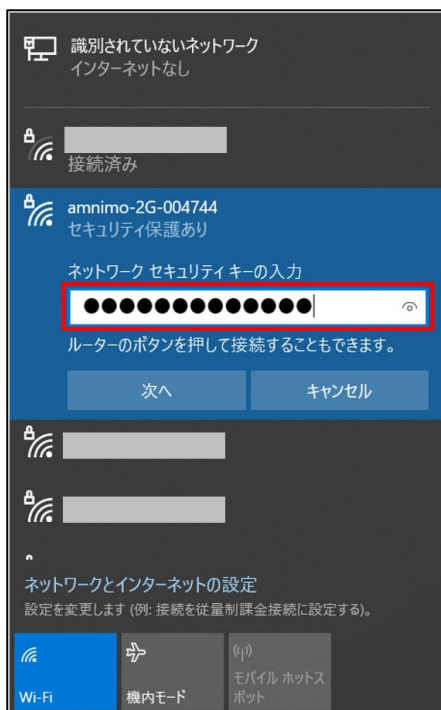 識別されていないネットワーク
インターネットなし
接続済み
amnimo-2G-004744
セキュリティ保護あり
ネットワーク セキュリティ キーの入力
●●●●●●●●●●●●●
ルーターのボタンを押して接続することもできます。
次へ
キャンセル
ネットワークとインターネットの設定
設定を変更します (例: 接続を従量制課金接続に設定する)。
Wi-Fi
機内モード
モバイル ホットス
ポット